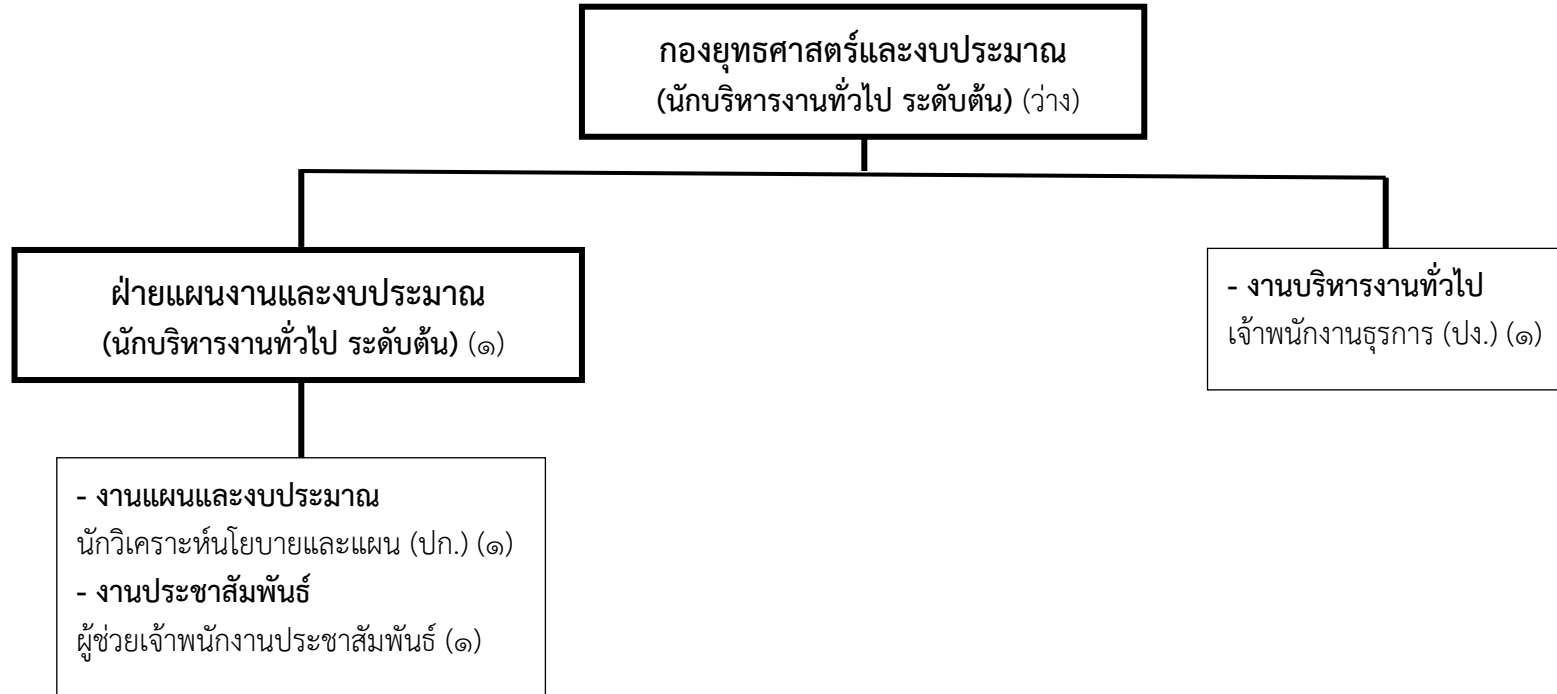 กองยุทธศาสตร์และงบประมาณ
(นักบริหารงานทั่วไป ระดับต้น) (ว่าง)
ฝ่ายแผนงานและงบประมาณ
(นักบริหารงานทั่วไป ระดับต้น) (๑)
- งานบริหารงานทั่วไป
เจ้าพนักงานธุรการ (ปง.) (๑)
- งานแผนและงบประมาณ
นักวิเคราะห์นโยบายและแผน (ปก.) (๑)
- งานประชาสัมพันธ์
ผู้ช่วยเจ้าพนักงานประชาสัมพันธ์ (๑)